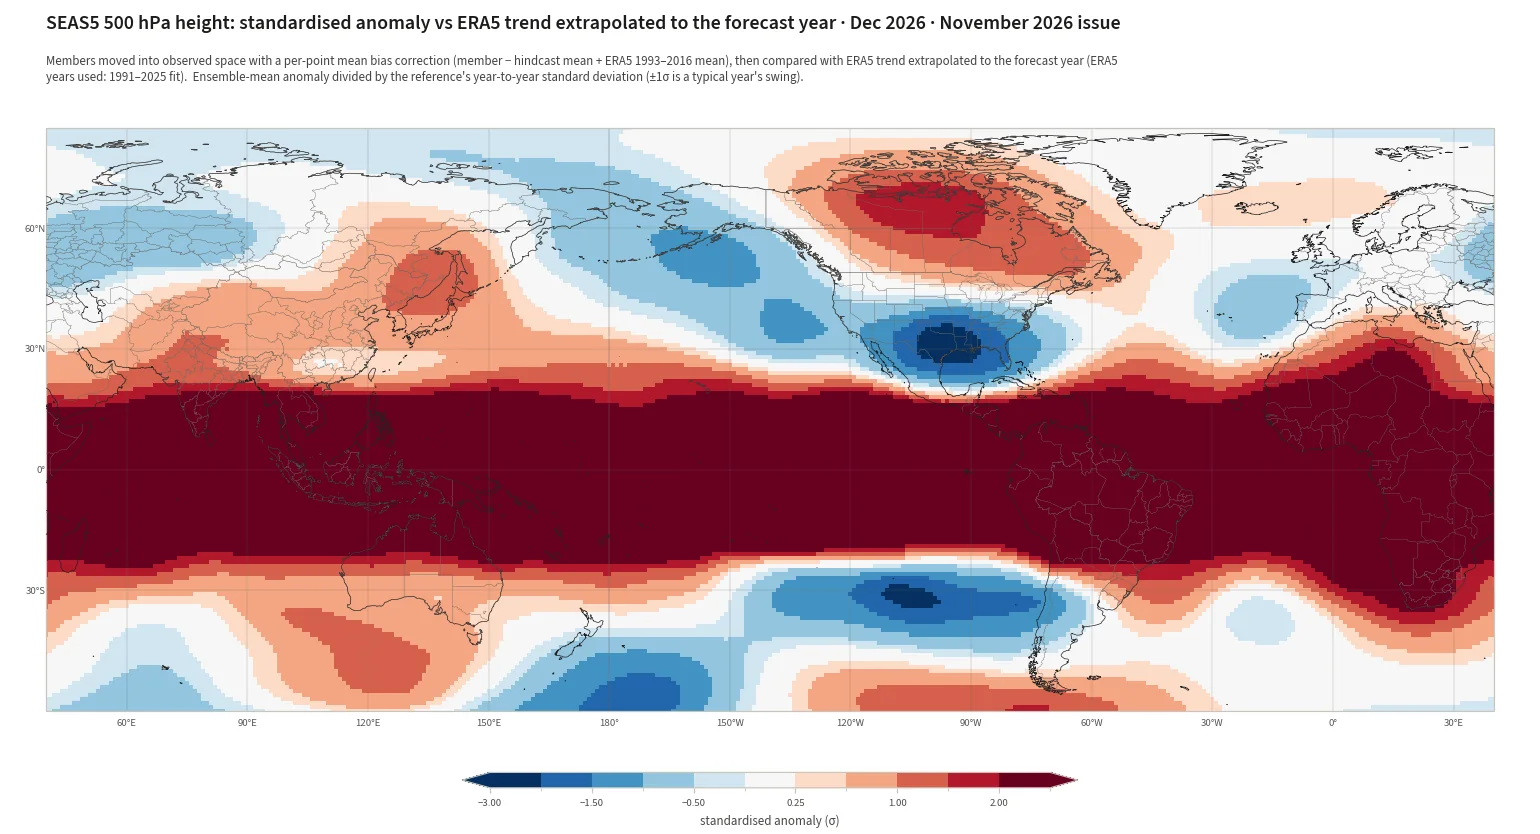 SEAS5 500 hPa height: standardised anomaly vs ERA5 trend extrapolated to the forecast year · Dec 2026 · November 2026 issue
Members moved into observed space with a per-point mean bias correction (member − hindcast mean + ERA5 1993–2016 mean), then compared with ERA5 trend extrapolated to the forecast year (ERA5
years used: 1991–2025 fit).  Ensemble-mean anomaly divided by the reference's year-to-year standard deviation (±1σ is a typical year's swing).
60°N
30°N
0°
30°S
60°E 90°E 120°E 150°E 180° 150°W 120°W 90°W 60°W 30°W 0° 30°E
−3.00 −1.50 −0.50 0.25 1.00 2.00
standardised anomaly (σ)